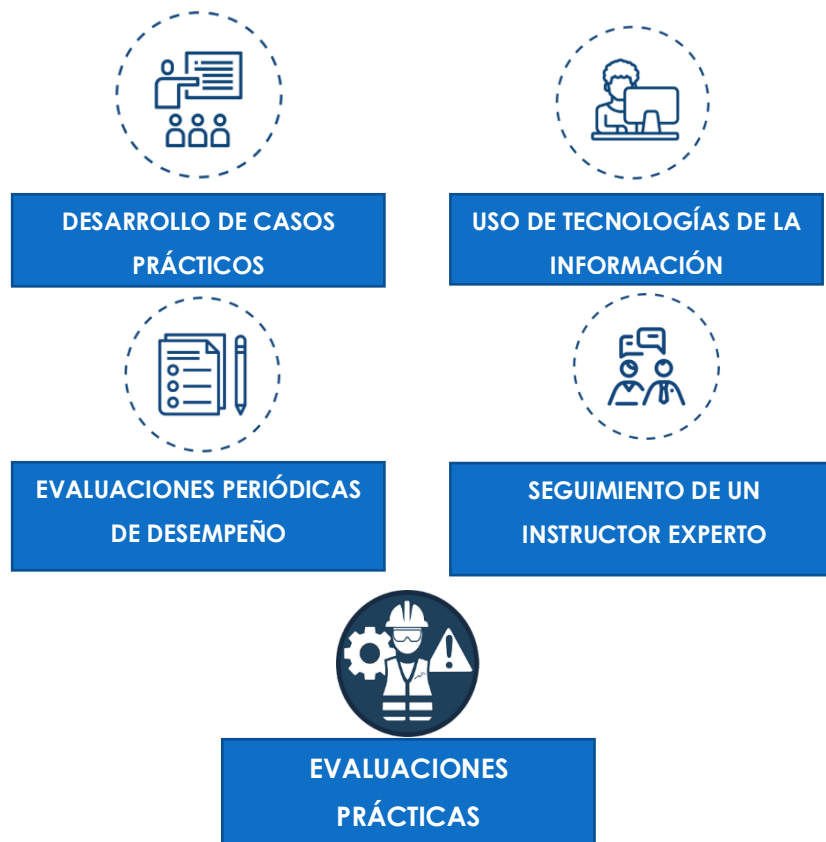 DESARROLLO DE CASOS
PRÁCTICOS
USO DE TECNOLOGÍAS DE LA
INFORMACIÓN
EVALUACIONES PERIÓDICAS
DE DESEMPEÑO
SEGUIMIENTO DE UN
INSTRUCTOR EXPERTO
EVALUACIONES
PRÁCTICAS